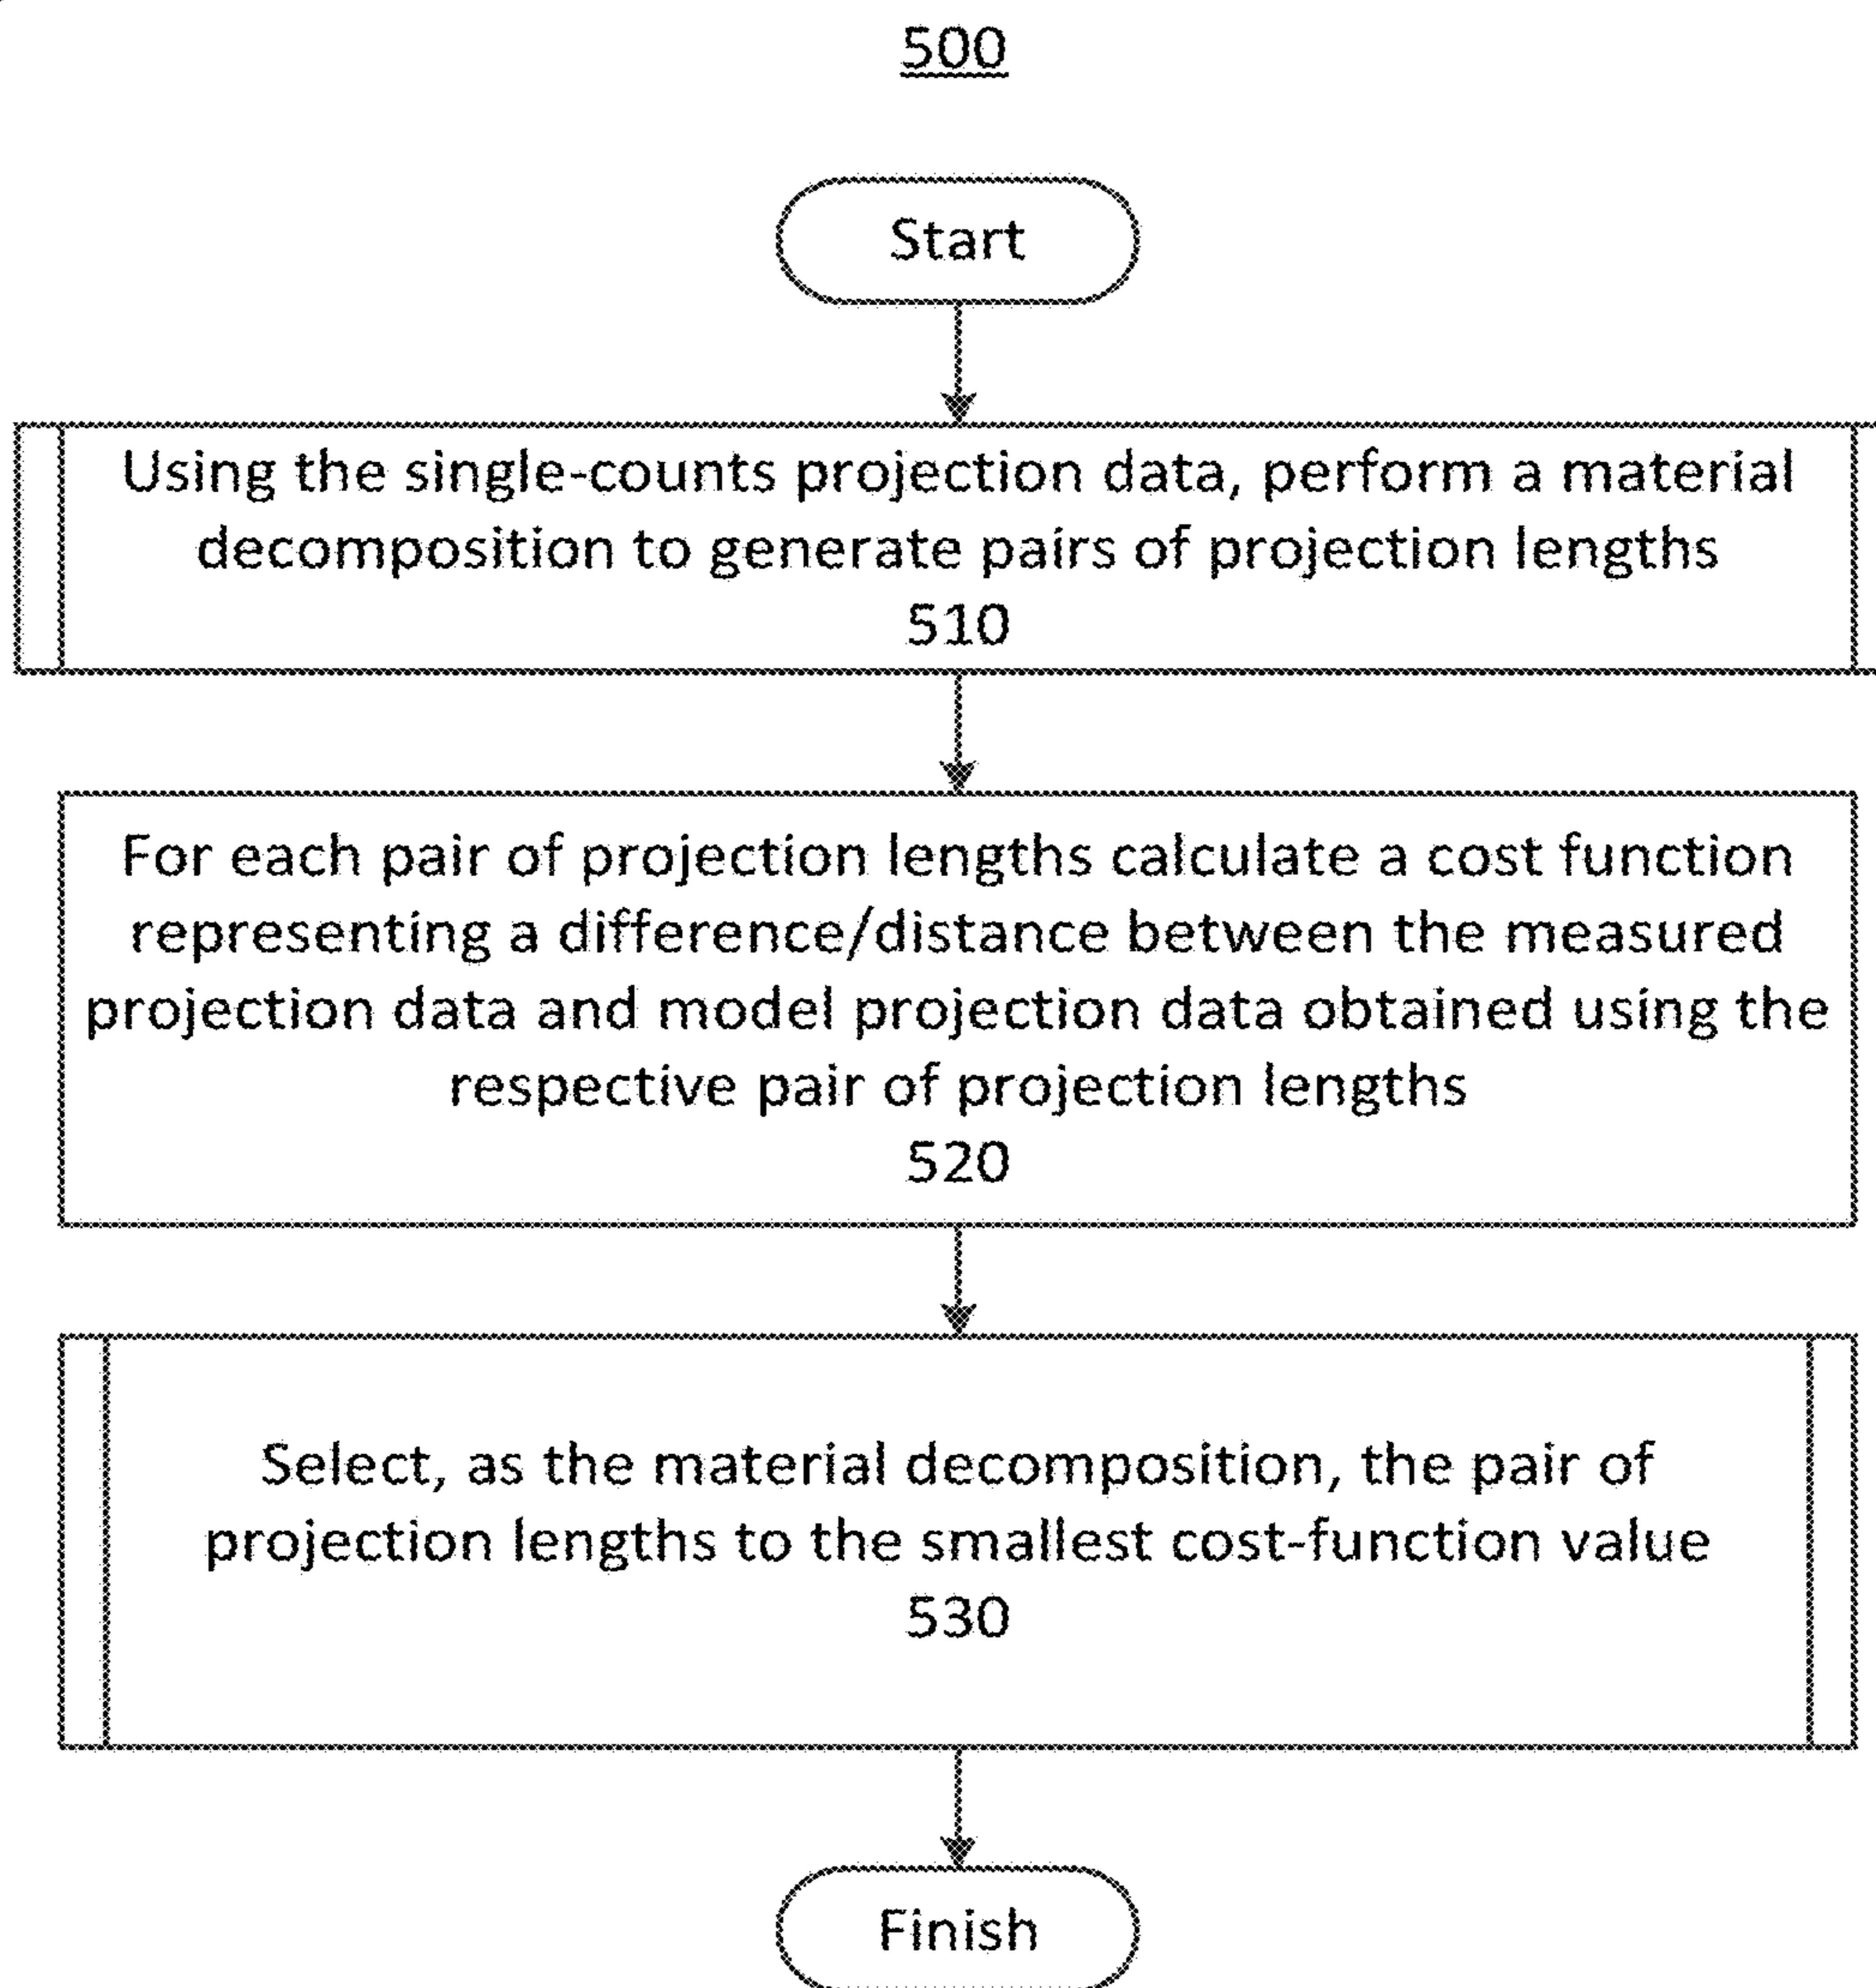 500
Start
Using the single-counts projection data, perform a material
decomposition to generate pairs of projection lengths
510
For each pair of projection lengths calculate a cost function
representing a difference/distance between the measured
projection data and model projection data obtained using the
respective pair of projection lengths
520
Select, as the material decomposition, the pair of
projection lengths to the smallest cost-function value
530
Finish